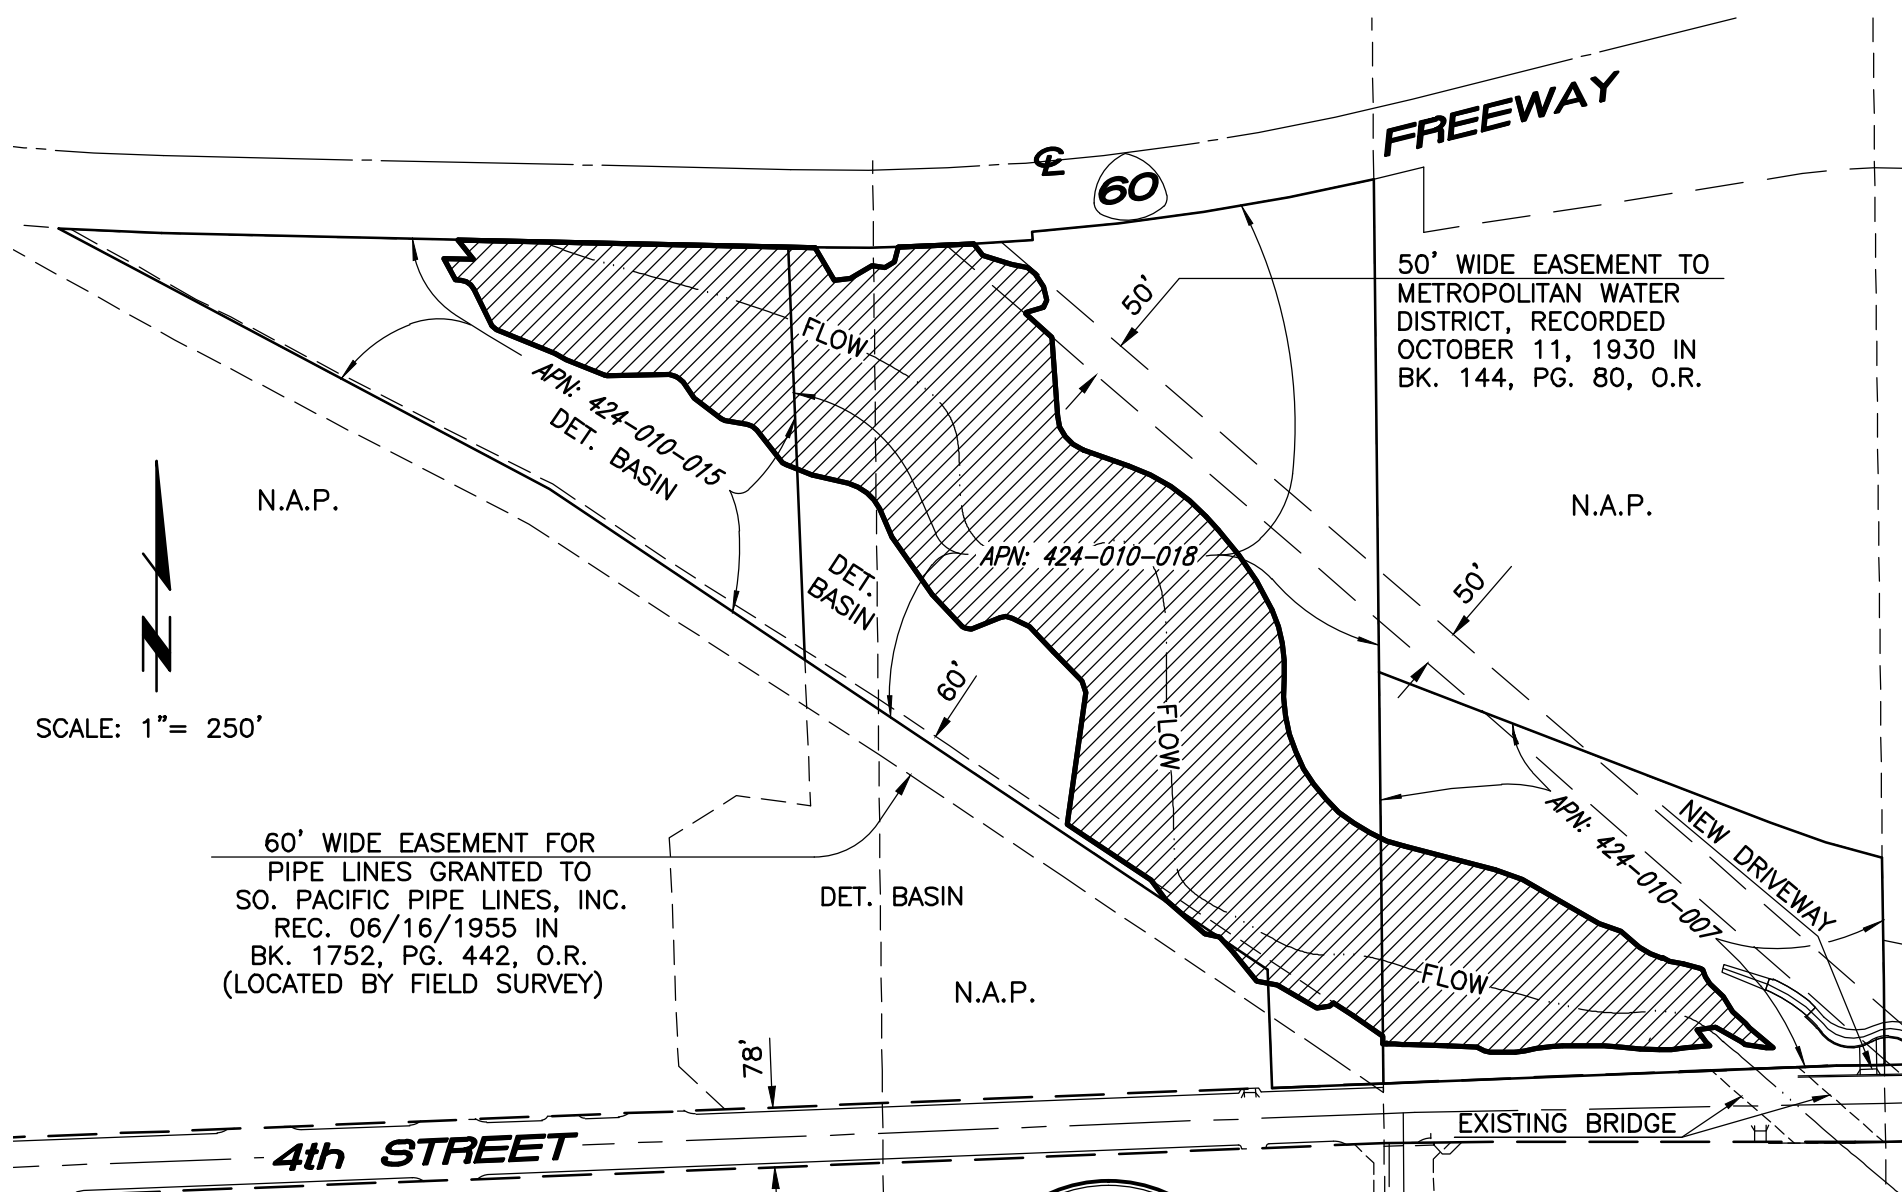 FREEWAY
℄
60
50' WIDE EASEMENT TO
METROPOLITAN WATER
DISTRICT, RECORDED
OCTOBER 11, 1930 IN
BK. 144, PG. 80, O.R.
50'
FLOW
APN: 424-010-015
DET. BASIN
N.A.P.
N.A.P.
APN: 424-010-018
DET.
BASIN
50'
N
60'
FLOW
SCALE: 1"= 250'
60' WIDE EASEMENT FOR
PIPE LINES GRANTED TO
SO. PACIFIC PIPE LINES, INC.
REC. 06/16/1955 IN
BK. 1752, PG. 442, O.R.
(LOCATED BY FIELD SURVEY)
DET. BASIN
APN: 424-010-007
NEW DRIVEWAY
FLOW
N.A.P.
78'
EXISTING BRIDGE
4th STREET